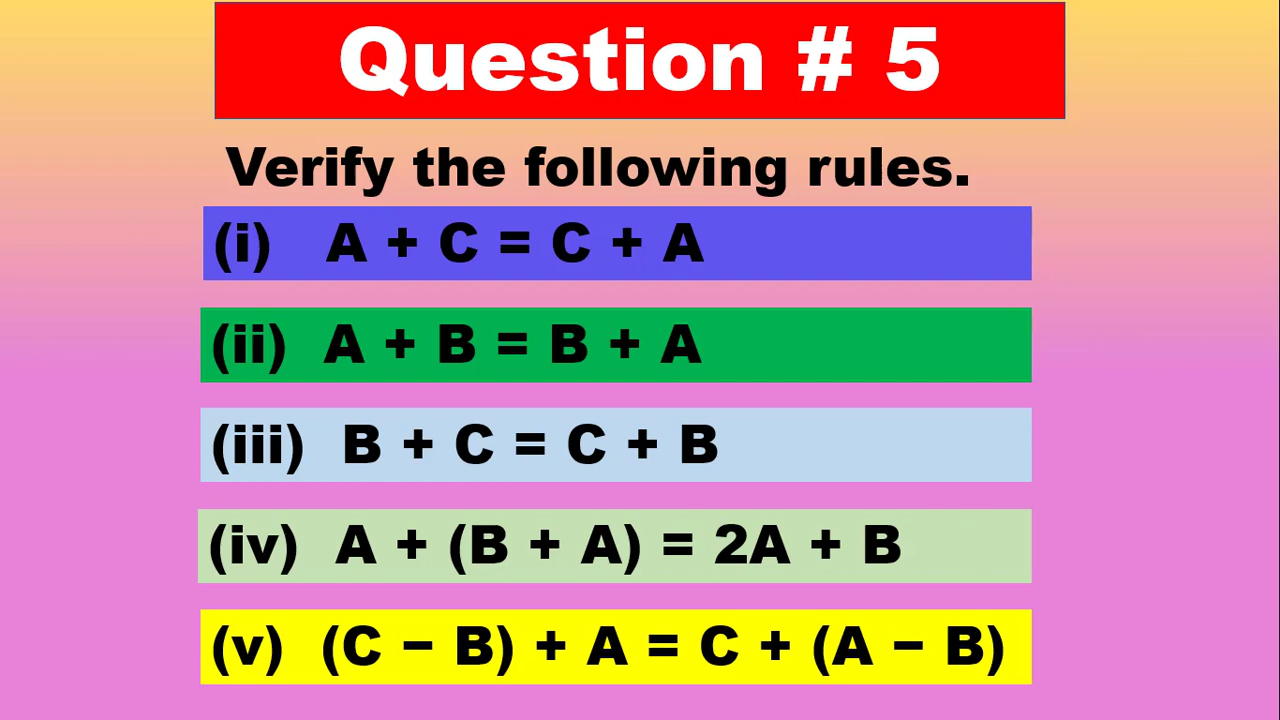 Question # 5
Verify the following rules.
(i) A + C = C + A
(ii) A + B = B + A
(iii) B + C = C + B
(iv) A + (B + A) = 2A + B
(v) (C − B) + A = C + (A − B)